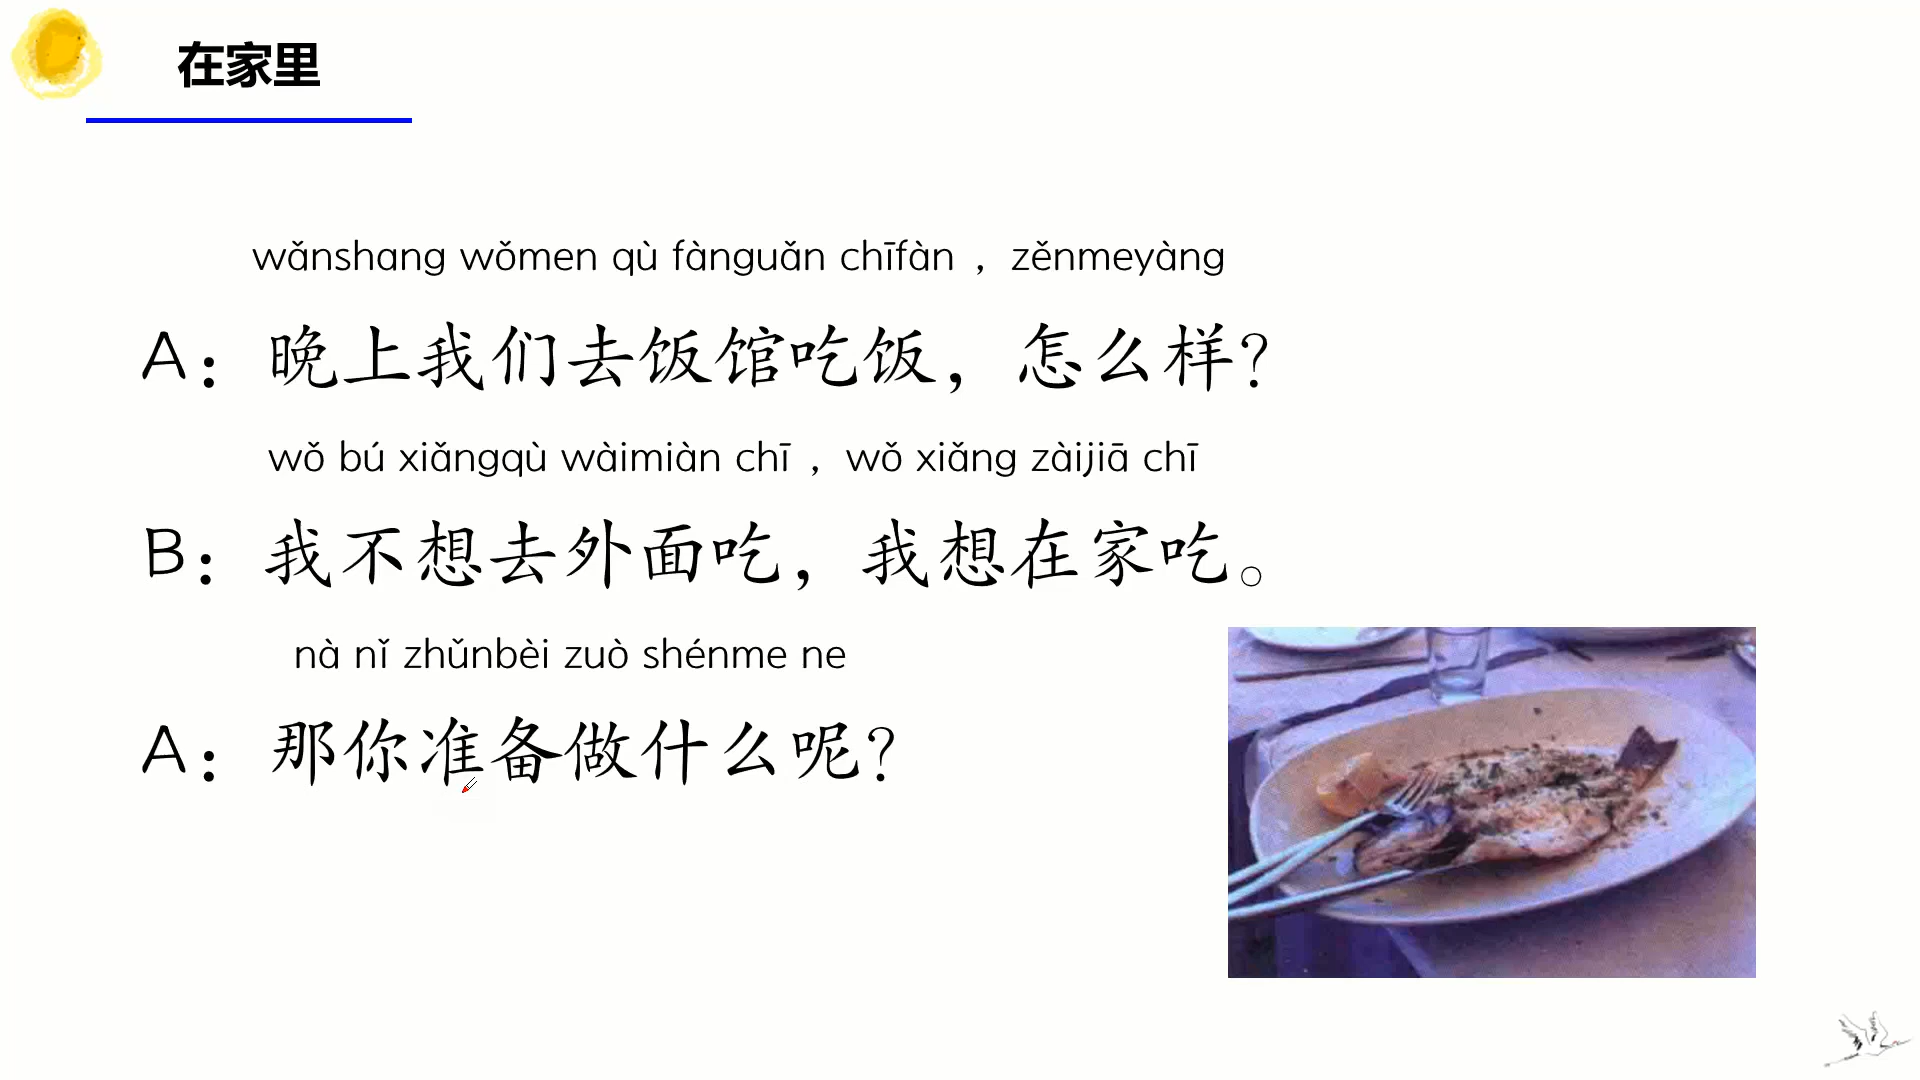 在家里
wǎnshang wǒmen qù fànguǎn chīfàn ，zěnmeyàng
A：晚上我们去饭馆吃饭，怎么样？
wǒ bú xiǎngqù wàimiàn chī ，wǒ xiǎng zàijiā chī
B：我不想去外面吃，我想在家吃。
nà nǐ zhǔnbèi zuò shénme ne
A：那你准备做什么呢？